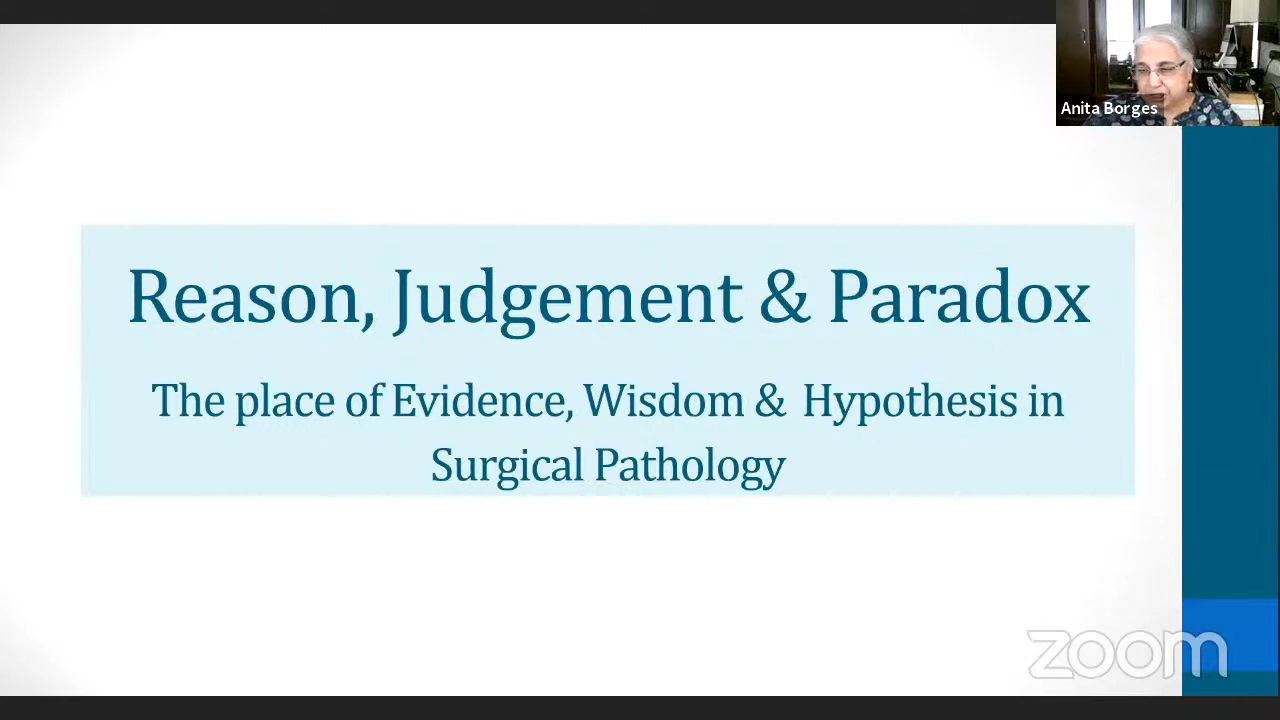 Anita Borges
Reason, Judgement & Paradox
The place of Evidence, Wisdom & Hypothesis in
Surgical Pathology
zoom